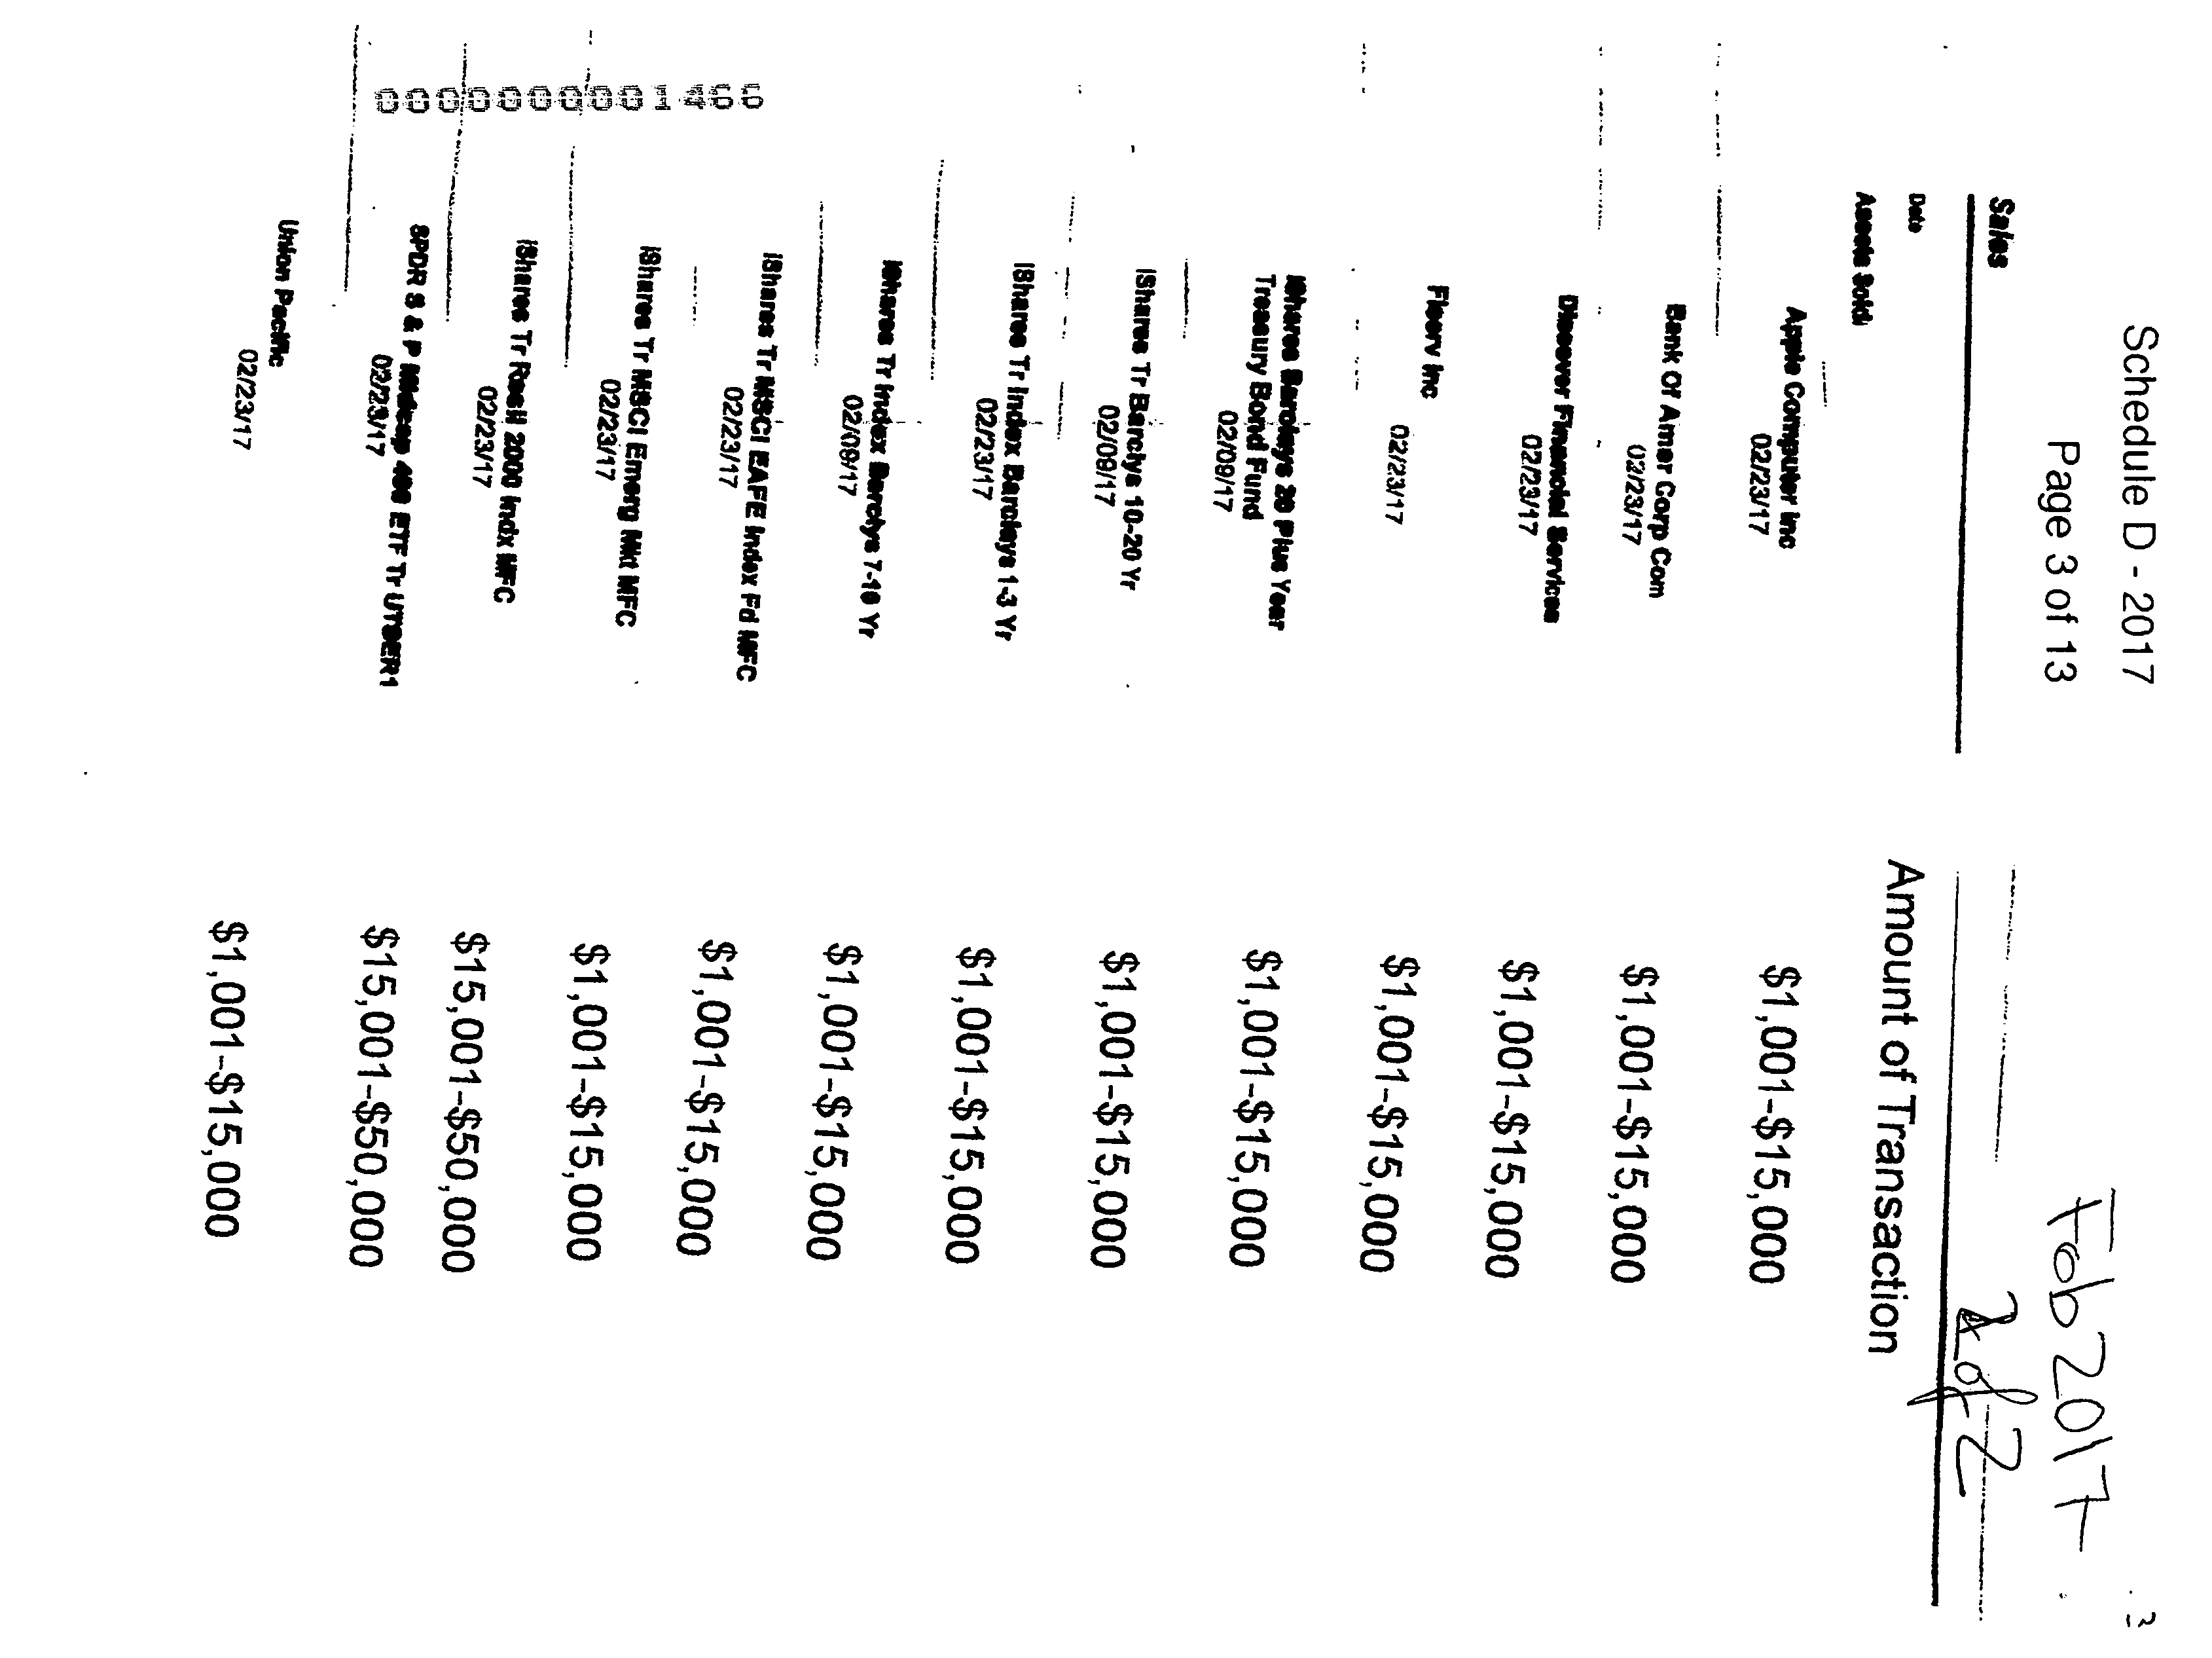 Schedule D - 2017
Page 3 of 13
Feb 2017
2 of 2
Sales
Date
Assets Sold
Amount of Transaction
Apple Computer Inc
02/23/17 $1,001-$15,000
Bank Of Amer Corp Com
02/23/17 $1,001-$15,000
Discover Financial Services
02/23/17 $1,001-$15,000
Fiserv Inc
02/23/17 $1,001-$15,000
IShares Barclays 20 Plus Year
Treasury Bond Fund $1,001-$15,000
02/09/17
IShares Tr Barclys 10-20 Yr
02/09/17 $1,001-$15,000
IShares Tr Index Barclays 1-3 Yr
02/23/17 $1,001-$15,000
IShares Tr Index Barclys 7-10 Yr
02/09/17 $1,001-$15,000
IShares Tr MSCI EAFE Index Fd MFC
02/23/17 $1,001-$15,000
IShares Tr MSCI Emerg Mkt MFC
02/23/17 $1,001-$15,000
IShares Tr Rssll 2000 Indx MFC
02/23/17 $15,001-$50,000
SPDR S & P Midcap 400 ETF Tr UTSER1
02/23/17 $15,001-$50,000
Union Pacific
02/23/17 $1,001-$15,000
0000000001466